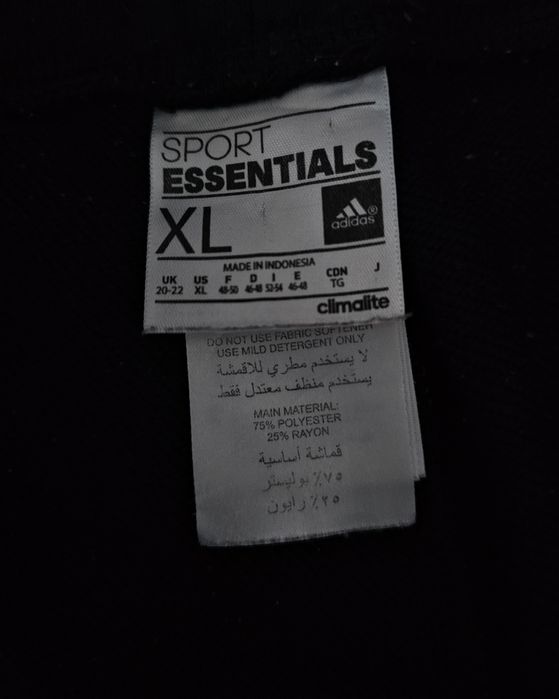 SPORT
ESSENTIALS
XL
adidas®
MADE IN INDONESIA
UK US F D I E CDN J
20-22 XL 48-50 46-48 52-54 46-48 TG
climalite
DO NOT USE FABRIC SOFTENER
USE MILD DETERGENT ONLY
لا يستخدم مطري للاقمشة
يستخدم منظف معتدل فقط.
MAIN MATERIAL:
75% POLYESTER
25% RAYON
قماشة أساسية
٧٥٪ بوليستر
٢٥٪ رايون